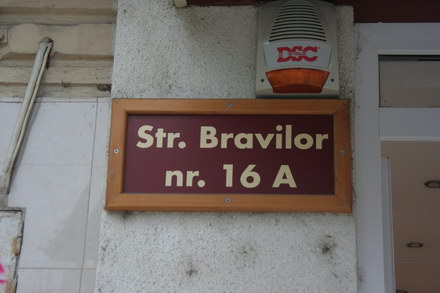 DSC
Str. Bravilor
nr. 16 A